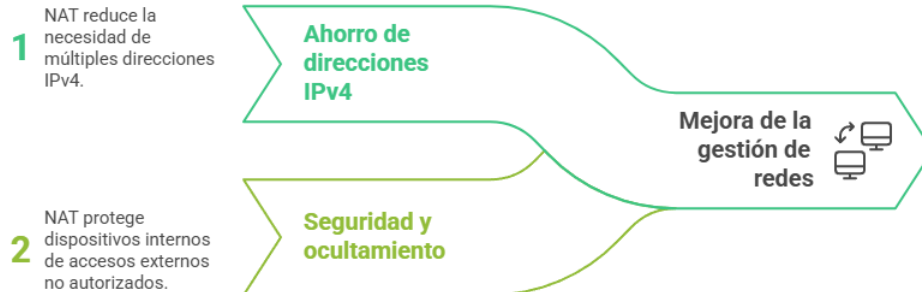 1
NAT reduce la
necesidad de
múltiples direcciones
IPv4.
Ahorro de
direcciones
IPv4
Mejora de la
gestión de
redes
2
NAT protege
dispositivos internos
de accesos externos
no autorizados.
Seguridad y
ocultamiento